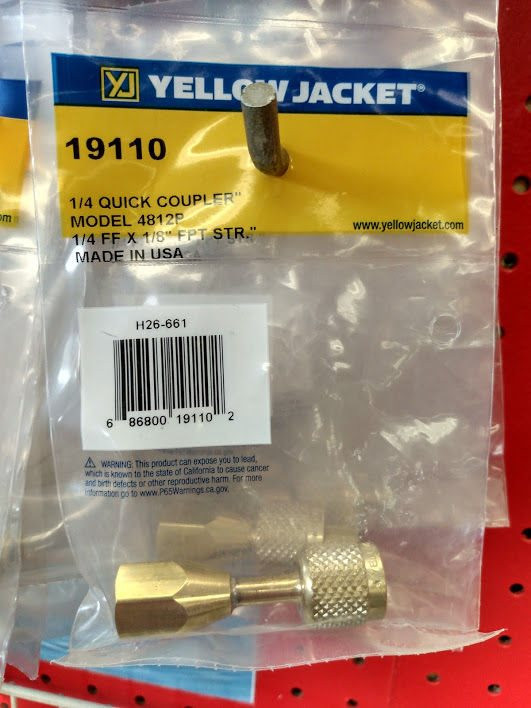 YJ YELLOW JACKET®
19110
1/4 QUICK COUPLER"
MODEL 4812P
1/4 FF X 1/8" FPT STR."
MADE IN USA
www.yellowjacket.com
H26-661
6 86800 19110 2
⚠ WARNING: This product can expose you to lead,
which is known to the state of California to cause cancer
and birth defects or other reproductive harm. For more
information go to www.P65Warnings.ca.gov.